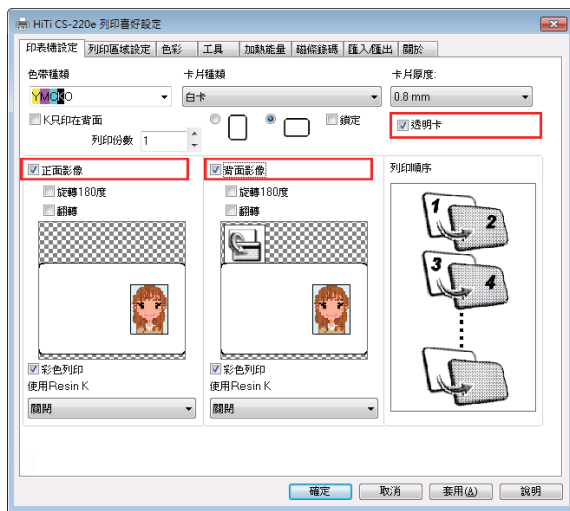 HiTi CS-220e 列印喜好設定
印表機設定 列印區域設定 色彩 工具 加熱能量 磁條錄碼 匯入/匯出 關於
色帶種類 卡片種類 卡片厚度:
YMCKO 白卡 0.8 mm
K只印在背面 鎖定 透明卡
列印份數 1
正面影像 背面影像 列印順序
旋轉180度 旋轉180度
翻轉 翻轉
1 2
3 4
彩色列印 彩色列印
使用Resin K 使用Resin K
關閉 關閉
確定 取消 套用(A) 說明